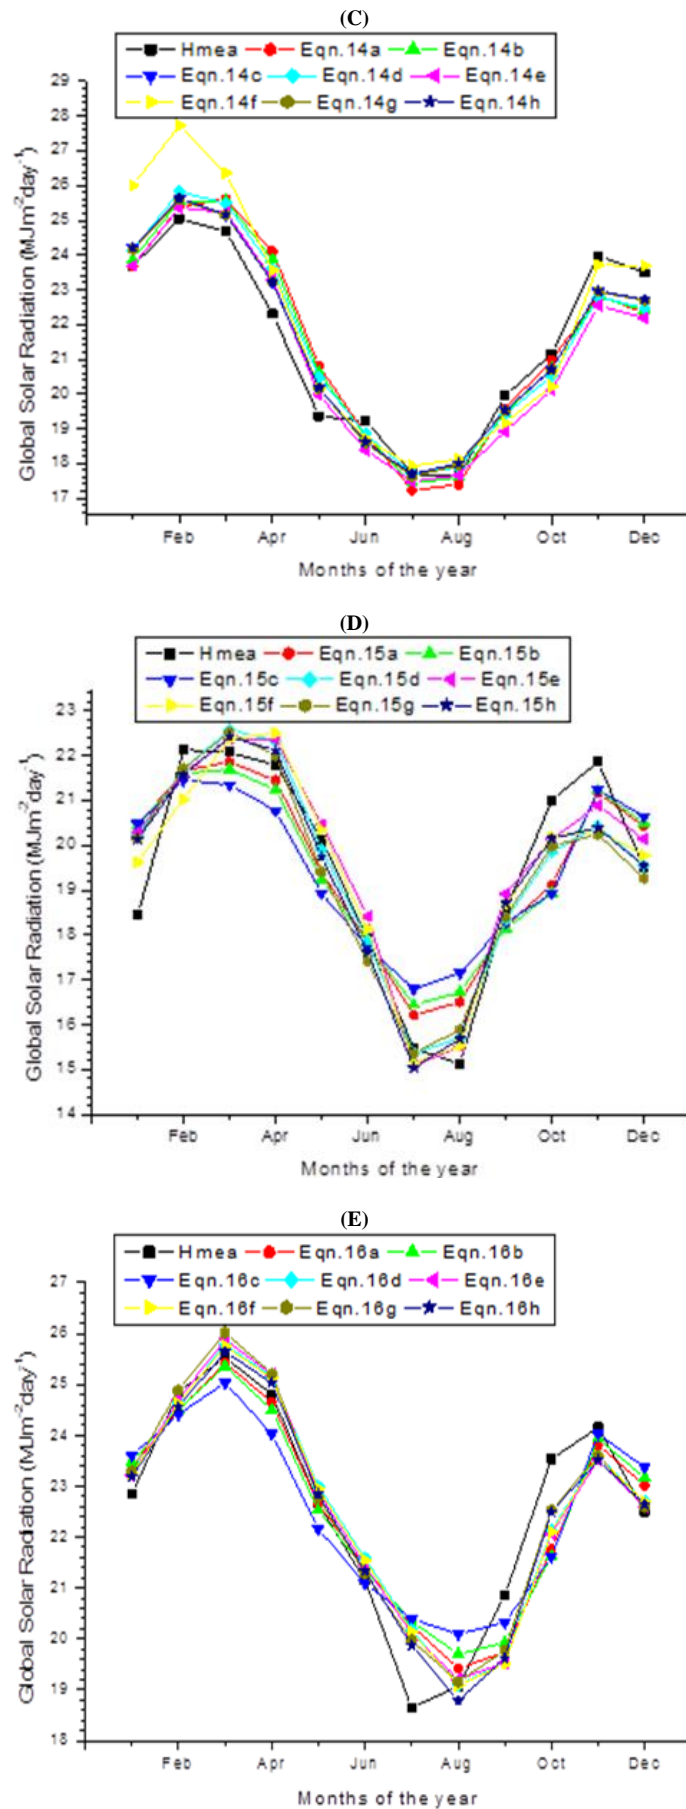 (C)
Hmea Eqn.14a Eqn.14b
Eqn.14c Eqn.14d Eqn.14e
Eqn.14f Eqn.14g Eqn.14h
29
28
27
26
25
24
23
22
21
20
19
18
17
Global Solar Radiation (MJm-2day-1)
Feb Apr Jun Aug Oct Dec
Months of the year
(D)
Hmea Eqn.15a Eqn.15b
Eqn.15c Eqn.15d Eqn.15e
Eqn.15f Eqn.15g Eqn.15h
23
22
21
20
19
18
17
16
15
14
Global Solar Radiation (MJm-2day-1)
Feb Apr Jun Aug Oct Dec
Months of the year
(E)
Hmea Eqn.16a Eqn.16b
Eqn.16c Eqn.16d Eqn.16e
Eqn.16f Eqn.16g Eqn.16h
27
26
25
24
23
22
21
20
19
18
Global Solar Radiation (MJm-2day-1)
Feb Apr Jun Aug Oct Dec
Months of the year